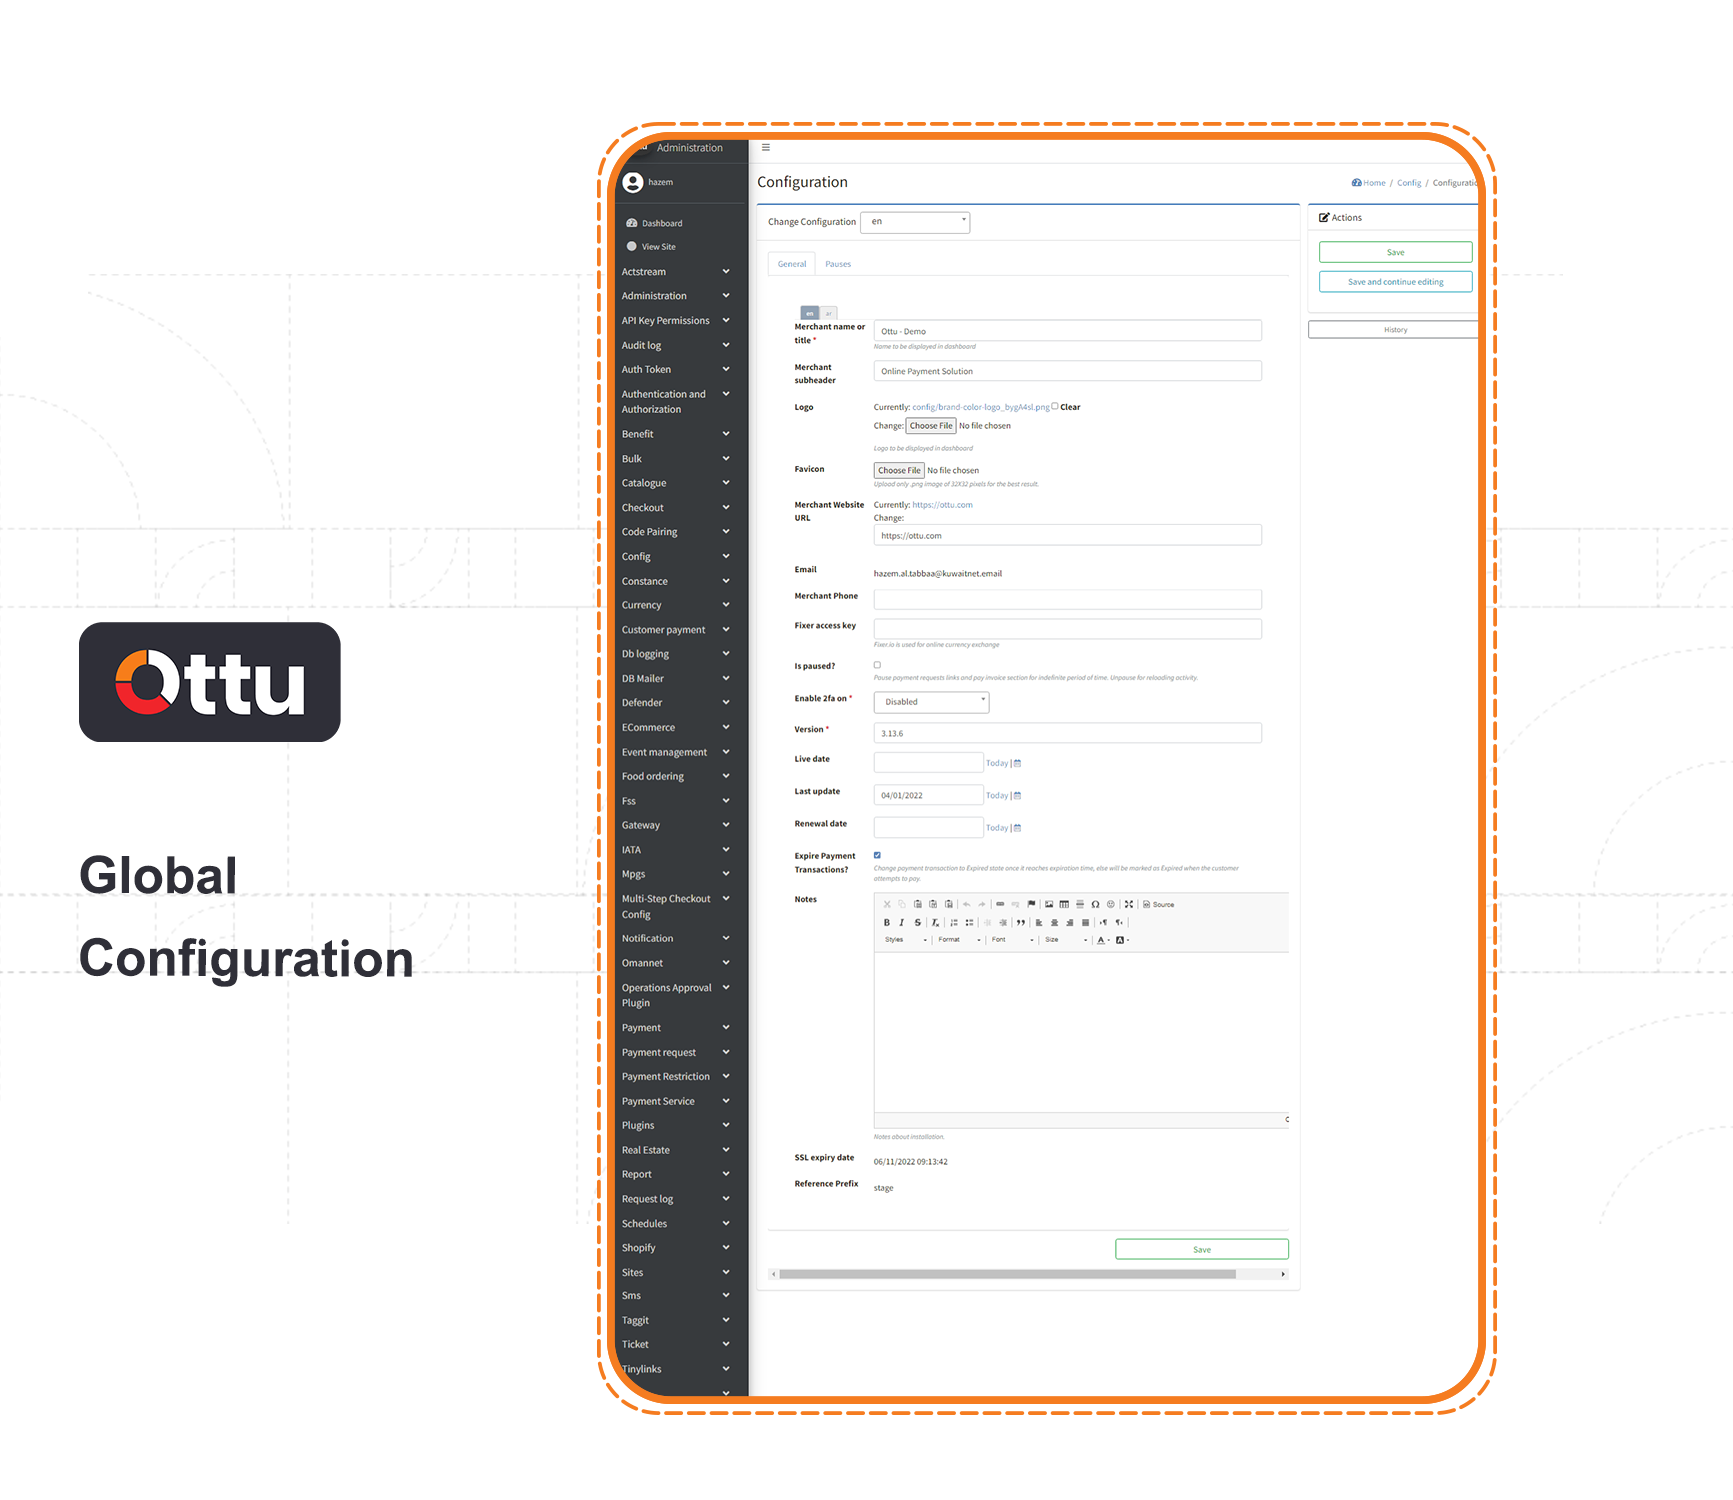 Ottu
Global
Configuration
Administration
hazem
Dashboard
View Site
Actstream
Administration
API Key Permissions
Audit log
Auth Token
Authentication and
Authorization
Benefit
Bulk
Catalogue
Checkout
Code Pairing
Config
Constance
Currency
Customer payment
Db logging
DB Mailer
Defender
ECommerce
Event management
Food ordering
Fss
Gateway
IATA
Mpgs
Multi-Step Checkout
Config
Notification
Omannet
Operations Approval
Plugin
Payment
Payment request
Payment Restriction
Payment Service
Plugins
Real Estate
Report
Request log
Schedules
Shopify
Sites
Sms
Taggit
Ticket
Tinylinks
Configuration
Home / Config / Configuratio
Change Configuration en
General Pauses
en ar
Merchant name or
title * Ottu - Demo
Name to be displayed in dashboard
Merchant
subheader Online Payment Solution
Logo Currently: config/brand-color-logo_bygA4sl.png Clear
Change: Choose File No file chosen
Logo to be displayed in dashboard
Favicon Choose File No file chosen
Upload only .png image of 32X32 pixels for the best result.
Merchant Website
URL
Currently: https://ottu.com
Change:
https://ottu.com
Email hazem.al.tabbaa@kuwaitnet.email
Merchant Phone
Fixer access key
Fixer.io is used for online currency exchange
Is paused?
Pause payment requests links and pay invoice section for indefinite period of time. Unpause for reloading activity.
Enable 2fa on * Disabled
Version * 3.13.6
Live date Today |
Last update 04/01/2022 Today |
Renewal date Today |
Expire Payment
Transactions?
Change payment transaction to Expired state once it reaches expiration time, else will be marked as Expired when the customer
attempts to pay.
Notes
Source
B I S
Styles Format Font Size A A
Notes about installation.
SSL expiry date 06/11/2022 09:13:42
Reference Prefix stage
Save
Actions
Save
Save and continue editing
History